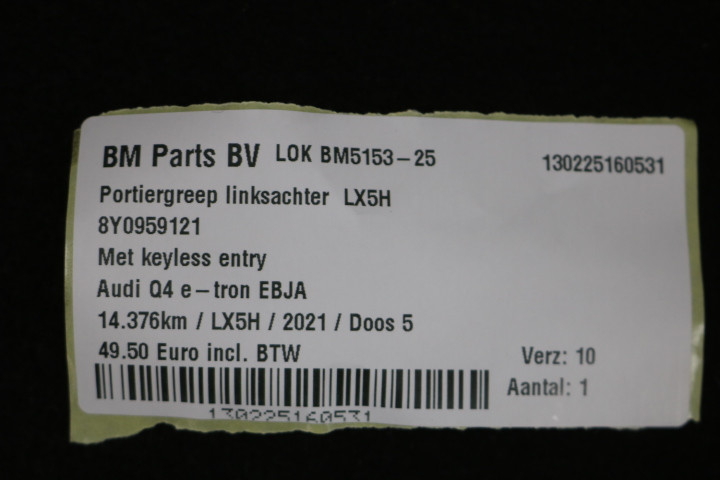 BM Parts BV LOK BM5153-25 130225160531
Portiergreep linksachter LX5H
8Y0959121
Met keyless entry
Audi Q4 e-tron EBJA
14.376km / LX5H / 2021 / Doos 5
49.50 Euro incl. BTW Verz: 10
Aantal: 1
130225160531